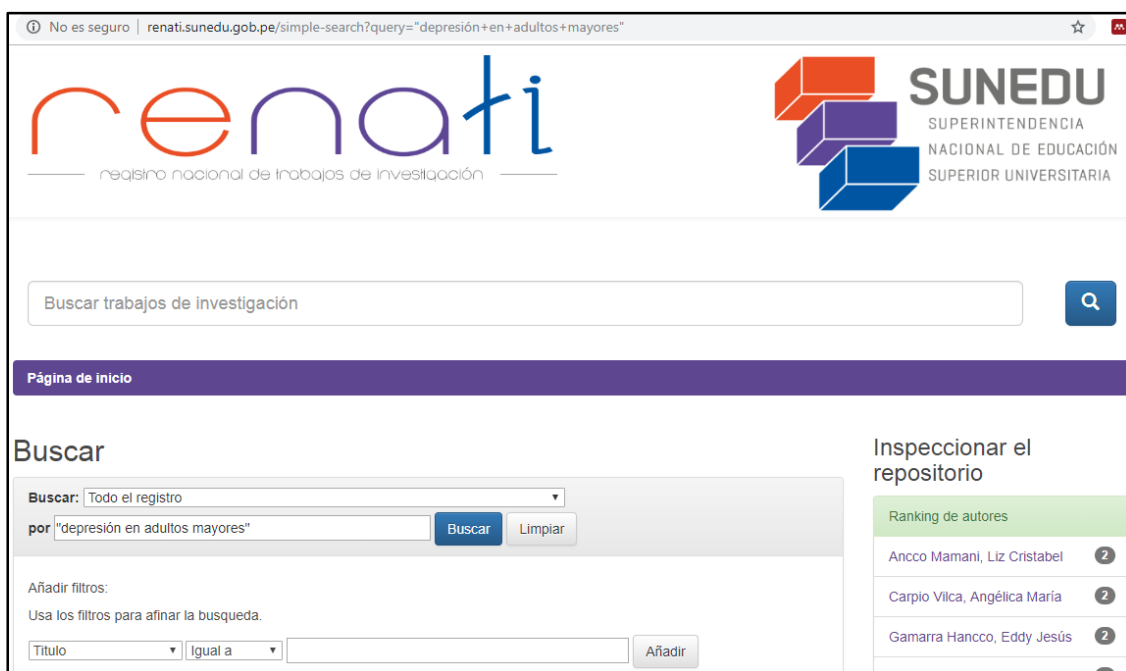 No es seguro | renati.sunedu.gob.pe/simple-search?query="depresión+en+adultos+mayores"
renati
registro nacional de trabajos de investigación
SUNEDU
SUPERINTENDENCIA
NACIONAL DE EDUCACIÓN
SUPERIOR UNIVERSITARIA
Buscar trabajos de investigación
Página de inicio
Buscar
Buscar: Todo el registro
por "depresión en adultos mayores" Buscar Limpiar
Añadir filtros:
Usa los filtros para afinar la busqueda.
Titulo Igual a Añadir
Inspeccionar el
repositorio
Ranking de autores
Ancco Mamani, Liz Cristabel 2
Carpio Vilca, Angélica María 2
Gamarra Hancco, Eddy Jesús 2